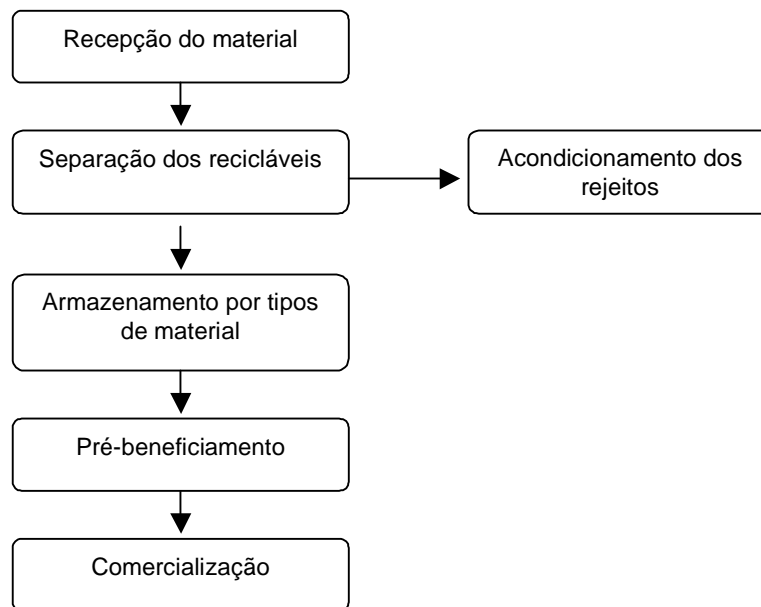 Recepção do material
Separação dos recicláveis
Acondicionamento dos
rejeitos
Armazenamento por tipos
de material
Pré-beneficiamento
Comercialização